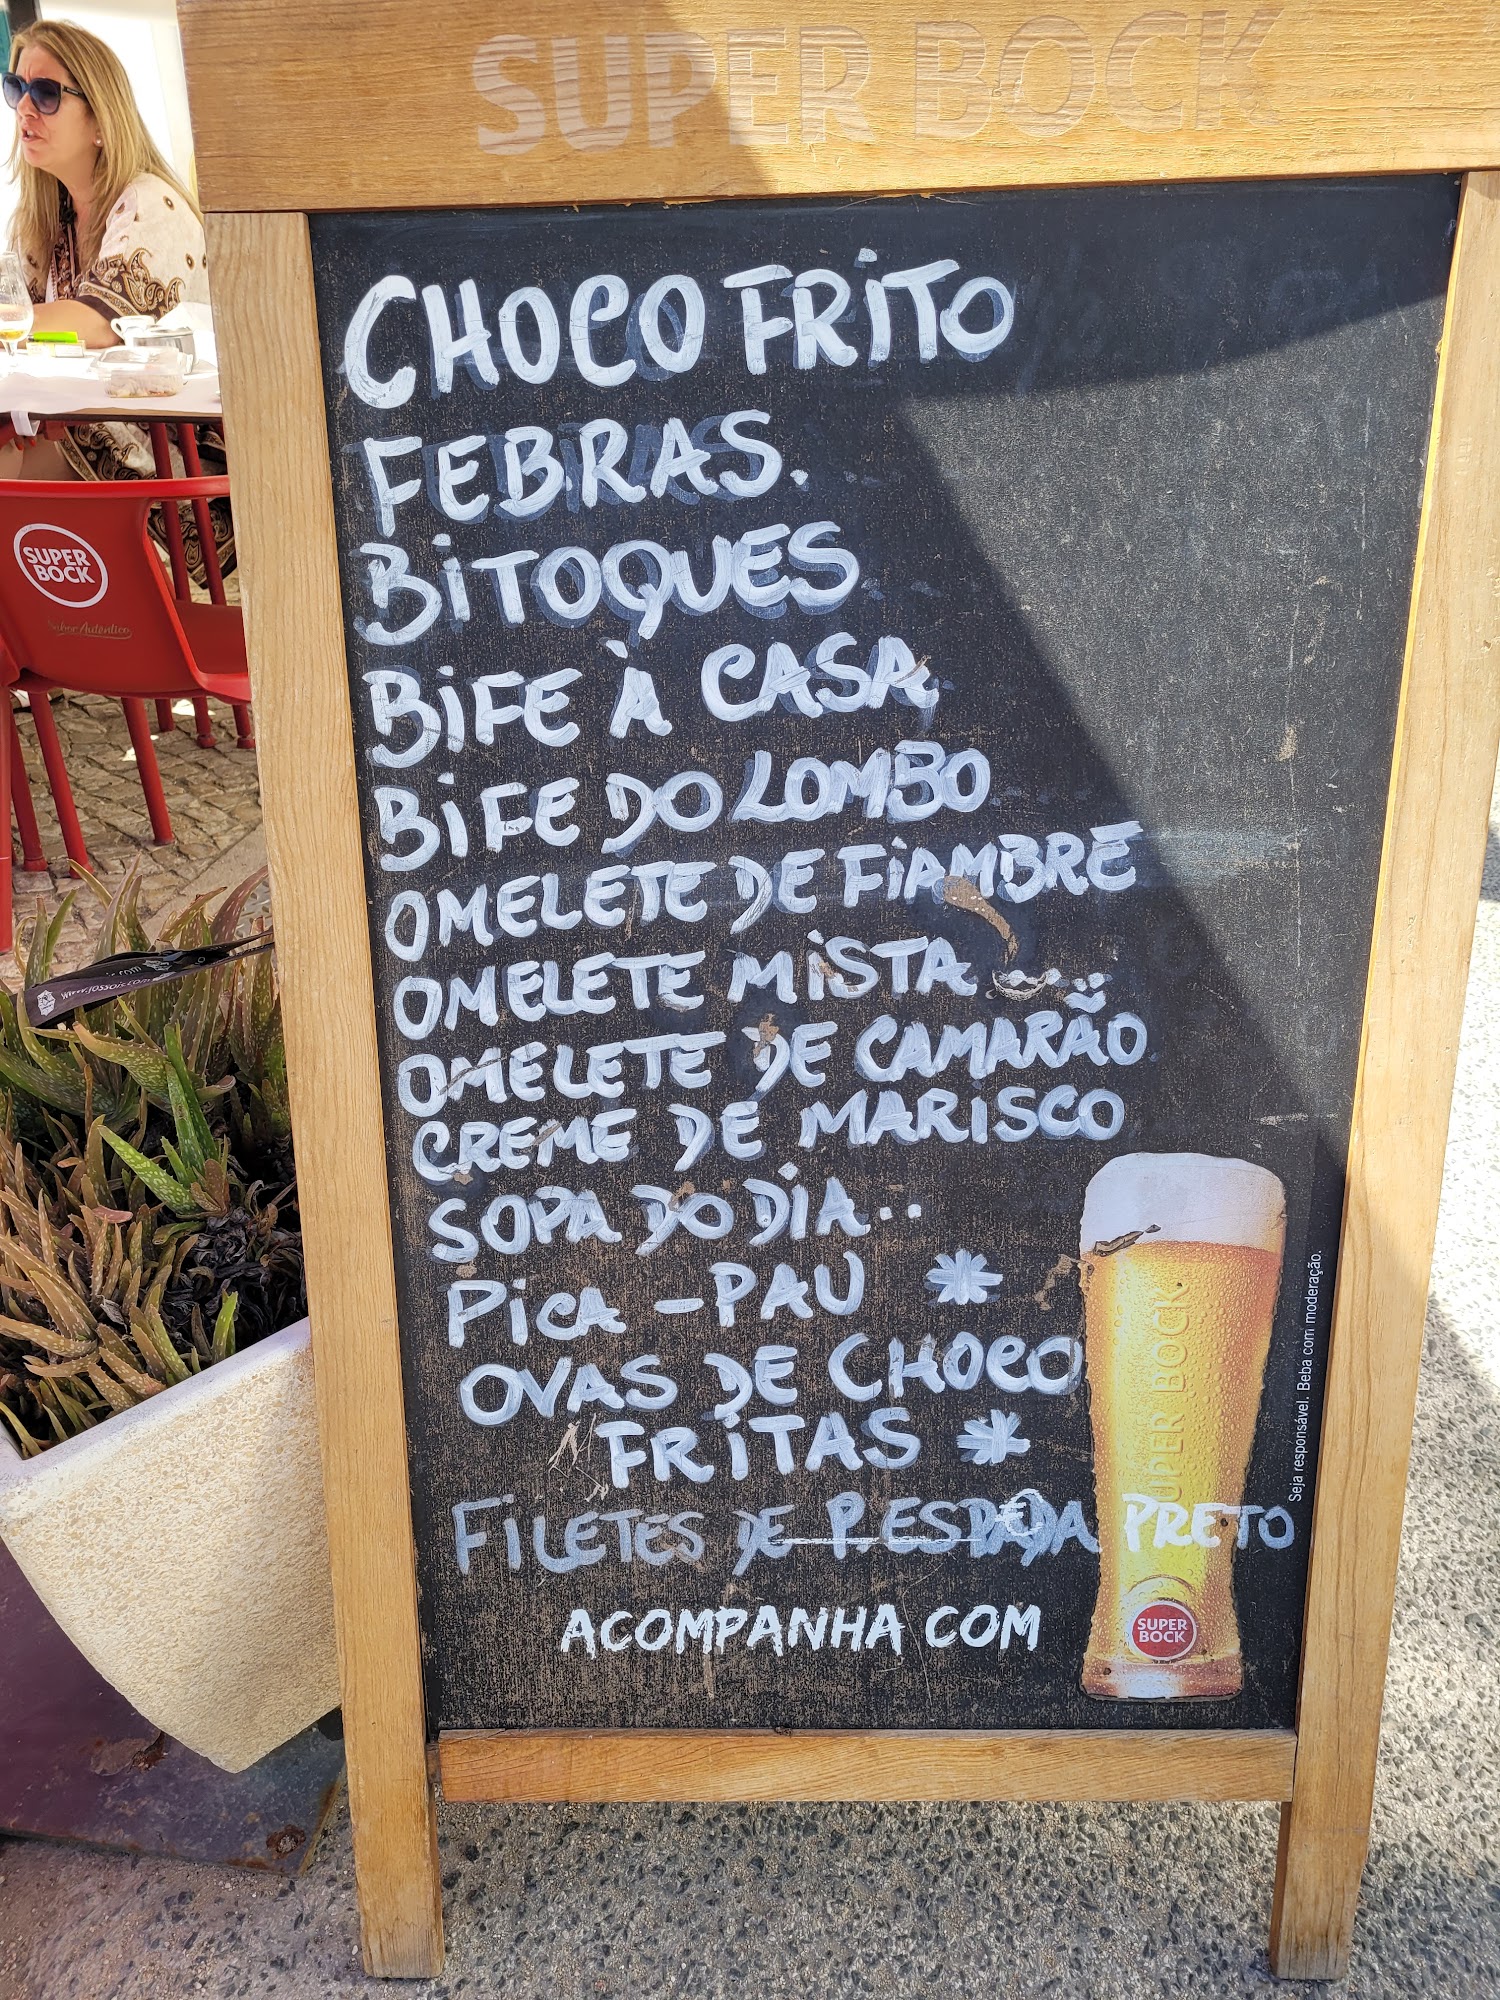 SUPER BOCK
CHOCO FRITO
FEBRAS.
BITOQUES
BIFE À CASA
BIFE DO LOMBO
OMELETE DE FIAMBRE
OMELETE MISTA
OMELETE DE CAMARÃO
CREME DE MARISCO
SOPA DO DIA..
PICA-PAU *
OVAS DE CHOCO
FRITAS *
FILETES DE P. ESPADA PRETO
ACOMPANHA COM
SUPER BOCK
SUPER
BOCK
Seja responsável. Beba com moderação.
SUPER
BOCK
Sabor Autêntico